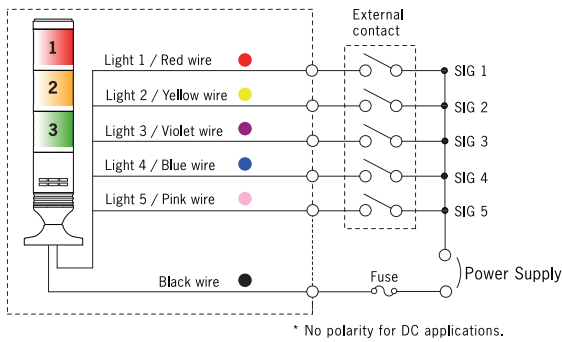 External
contact
1
Light 1 / Red wire
SIG 1
2
Light 2 / Yellow wire
SIG 2
3
Light 3 / Violet wire
SIG 3
Light 4 / Blue wire
SIG 4
Light 5 / Pink wire
SIG 5
Black wire
Fuse
Power Supply
* No polarity for DC applications.